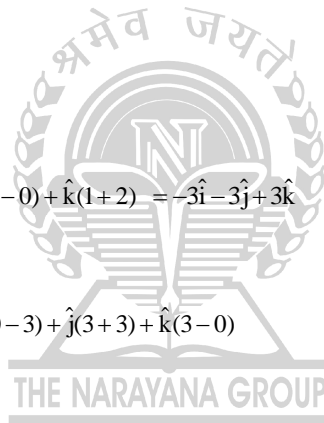 श्रमेव जयते
N
−0) + k̂(1+2) = −3î − 3ĵ + 3k̂
−3) + ĵ(3+3) + k̂(3−0)
THE NARAYANA GROUP